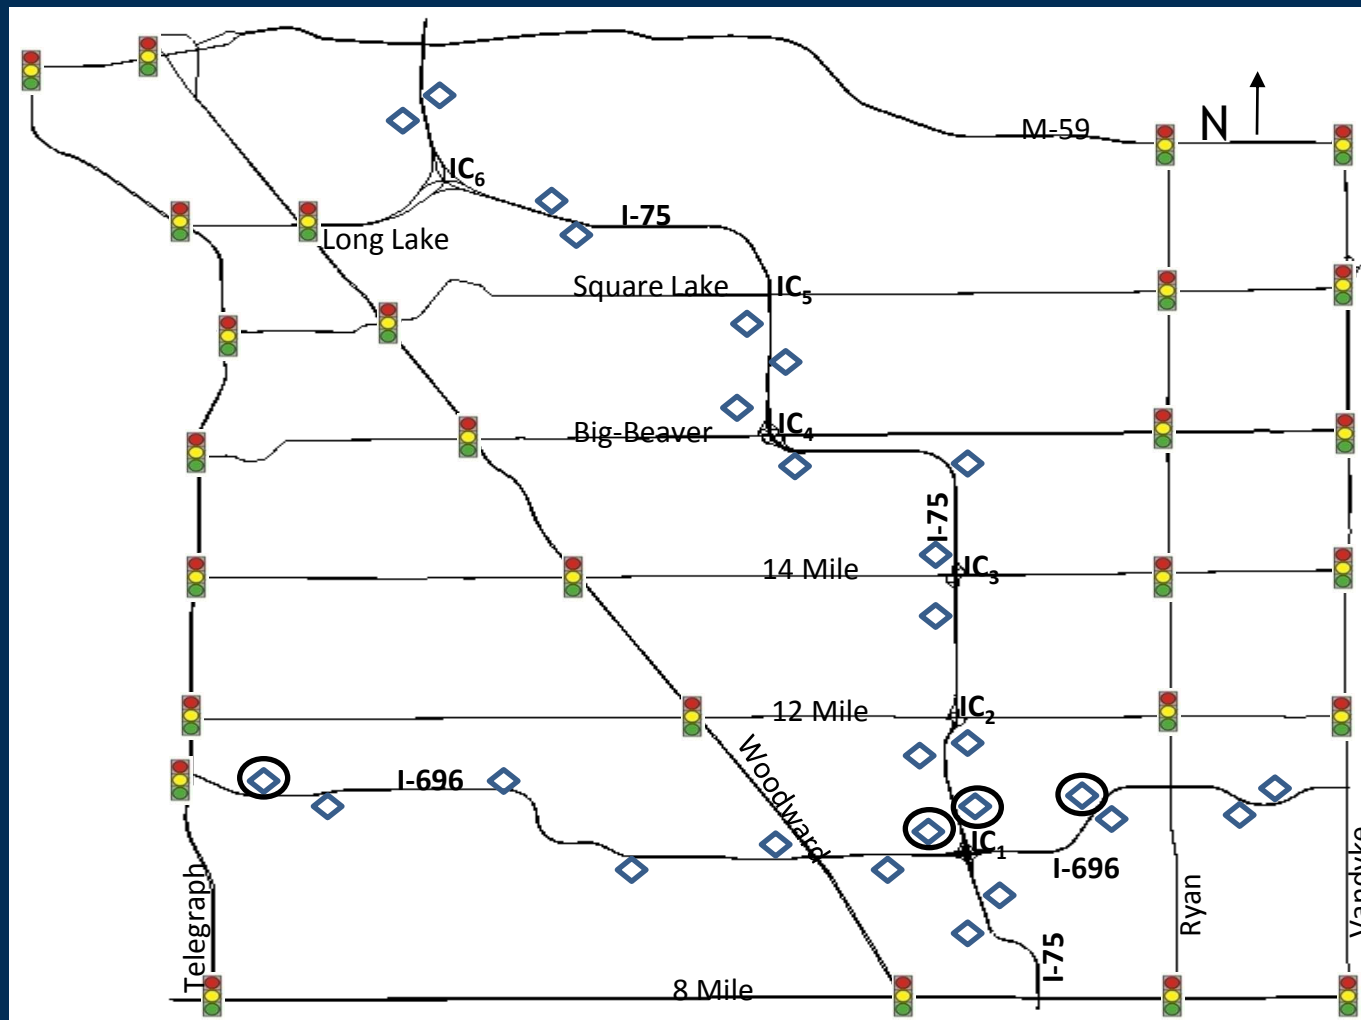 M-59
N
IC6
I-75
Long Lake
Square Lake
IC5
Big-Beaver
IC4
I-75
14 Mile
IC3
12 Mile
IC2
I-696
Woodward
IC1
I-696
Telegraph
Ryan
Vandyke
I-75
8 Mile